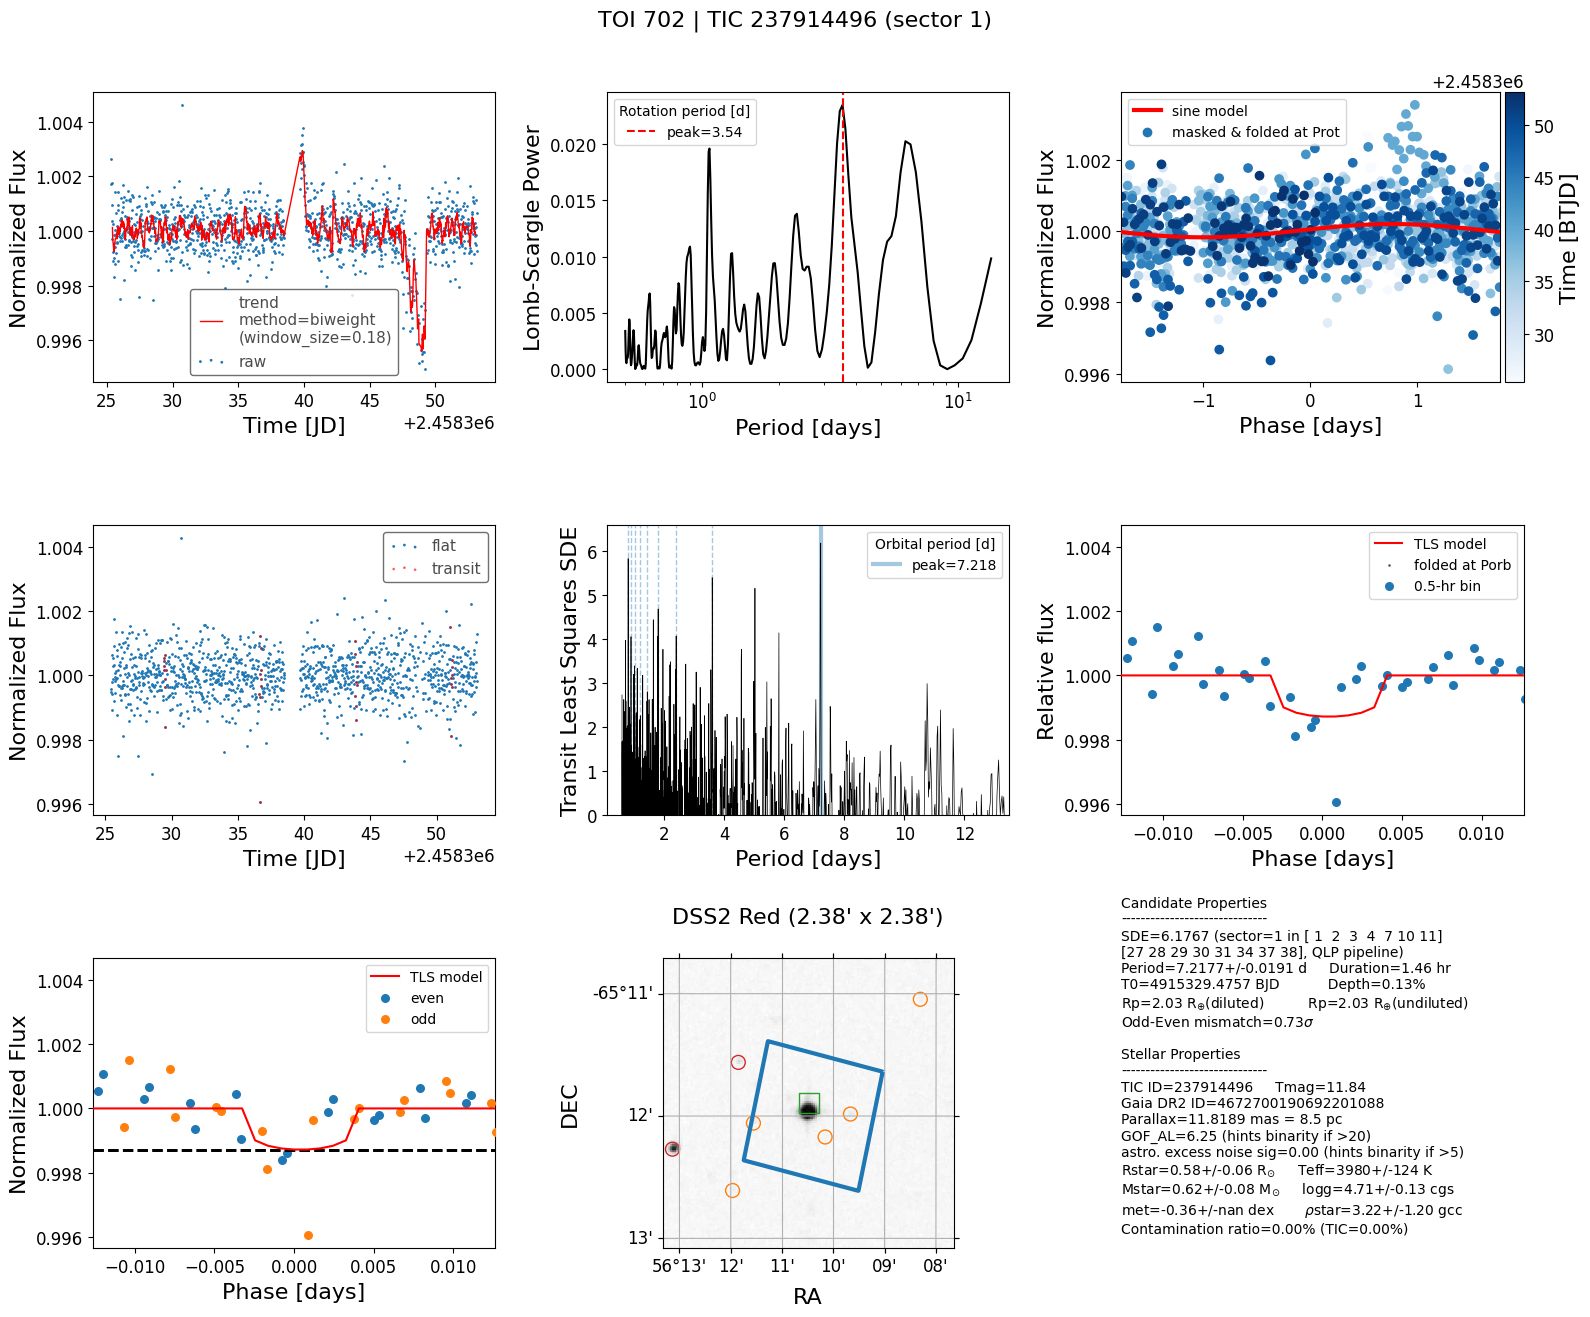 TOI 702 | TIC 237914496 (sector 1)
Normalized Flux
1.004
1.002
1.000
0.998
0.996
trend
method=biweight
(window_size=0.18)
raw
25 30 35 40 45 50
Time [JD]
+2.4583e6
Lomb-Scargle Power
0.020
0.015
0.010
0.005
0.000
Rotation period [d]
peak=3.54
10^0 10^1
Period [days]
+2.4583e6
Normalized Flux
1.002
1.000
0.998
0.996
sine model
masked & folded at Prot
−1 0 1
Phase [days]
50
45
40
35
30
Time [BTJD]
Normalized Flux
1.004
1.002
1.000
0.998
0.996
flat
transit
25 30 35 40 45 50
Time [JD]
+2.4583e6
Transit Least Squares SDE
6
5
4
3
2
1
0
Orbital period [d]
peak=7.218
2 4 6 8 10 12
Period [days]
Relative flux
1.004
1.002
1.000
0.998
0.996
TLS model
folded at Porb
0.5-hr bin
−0.010 −0.005 0.000 0.005 0.010
Phase [days]
Normalized Flux
1.004
1.002
1.000
0.998
0.996
TLS model
even
odd
−0.010 −0.005 0.000 0.005 0.010
Phase [days]
DSS2 Red (2.38' x 2.38')
DEC
-65°11'
12'
13'
56°13' 12' 11' 10' 09' 08'
RA
Candidate Properties
------------------------------
SDE=6.1767 (sector=1 in [ 1 2 3 4 7 10 11]
[27 28 29 30 31 34 37 38], QLP pipeline)
Period=7.2177+/-0.0191 d Duration=1.46 hr
T0=4915329.4757 BJD Depth=0.13%
Rp=2.03 R⊕(diluted) Rp=2.03 R⊕(undiluted)
Odd-Even mismatch=0.73σ
Stellar Properties
------------------------------
TIC ID=237914496 Tmag=11.84
Gaia DR2 ID=4672700190692201088
Parallax=11.8189 mas = 8.5 pc
GOF_AL=6.25 (hints binarity if >20)
astro. excess noise sig=0.00 (hints binarity if >5)
Rstar=0.58+/-0.06 R⊙ Teff=3980+/-124 K
Mstar=0.62+/-0.08 M⊙ logg=4.71+/-0.13 cgs
met=-0.36+/-nan dex ρstar=3.22+/-1.20 gcc
Contamination ratio=0.00% (TIC=0.00%)